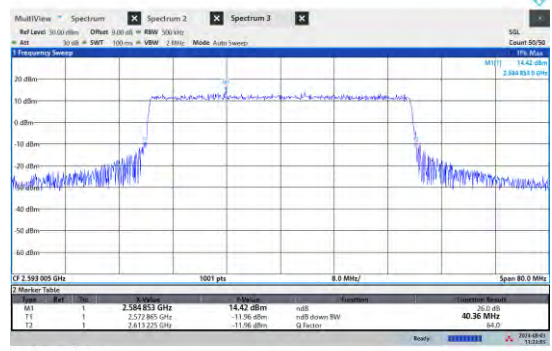 MultiView Spectrum Spectrum 2 Spectrum 3
Ref Level 30.00 dBm Offset 9.00 dB RBW 500 kHz SGL
Att 30 dB SWT 100 ms VBW 2 MHz Mode Auto Sweep Count 50/50
1 Frequency Sweep 1Pk Max
M1[1] 14.42 dBm
2.584 853 0 GHz
20 dBm
10 dBm
0 dBm
-10 dBm
-20 dBm
-30 dBm
-40 dBm
-50 dBm
-60 dBm
CF 2.593 005 GHz 1001 pts 8.0 MHz/ Span 80.0 MHz
2 Marker Table
Type Ref Trc X-Value Y-Value Function Function Result
M1 1 2.584 853 GHz 14.42 dBm ndB 26.0 dB
T1 1 2.572 865 GHz -11.96 dBm ndB down BW 40.36 MHz
T2 1 2.613 225 GHz -11.96 dBm Q Factor 64.0
Ready